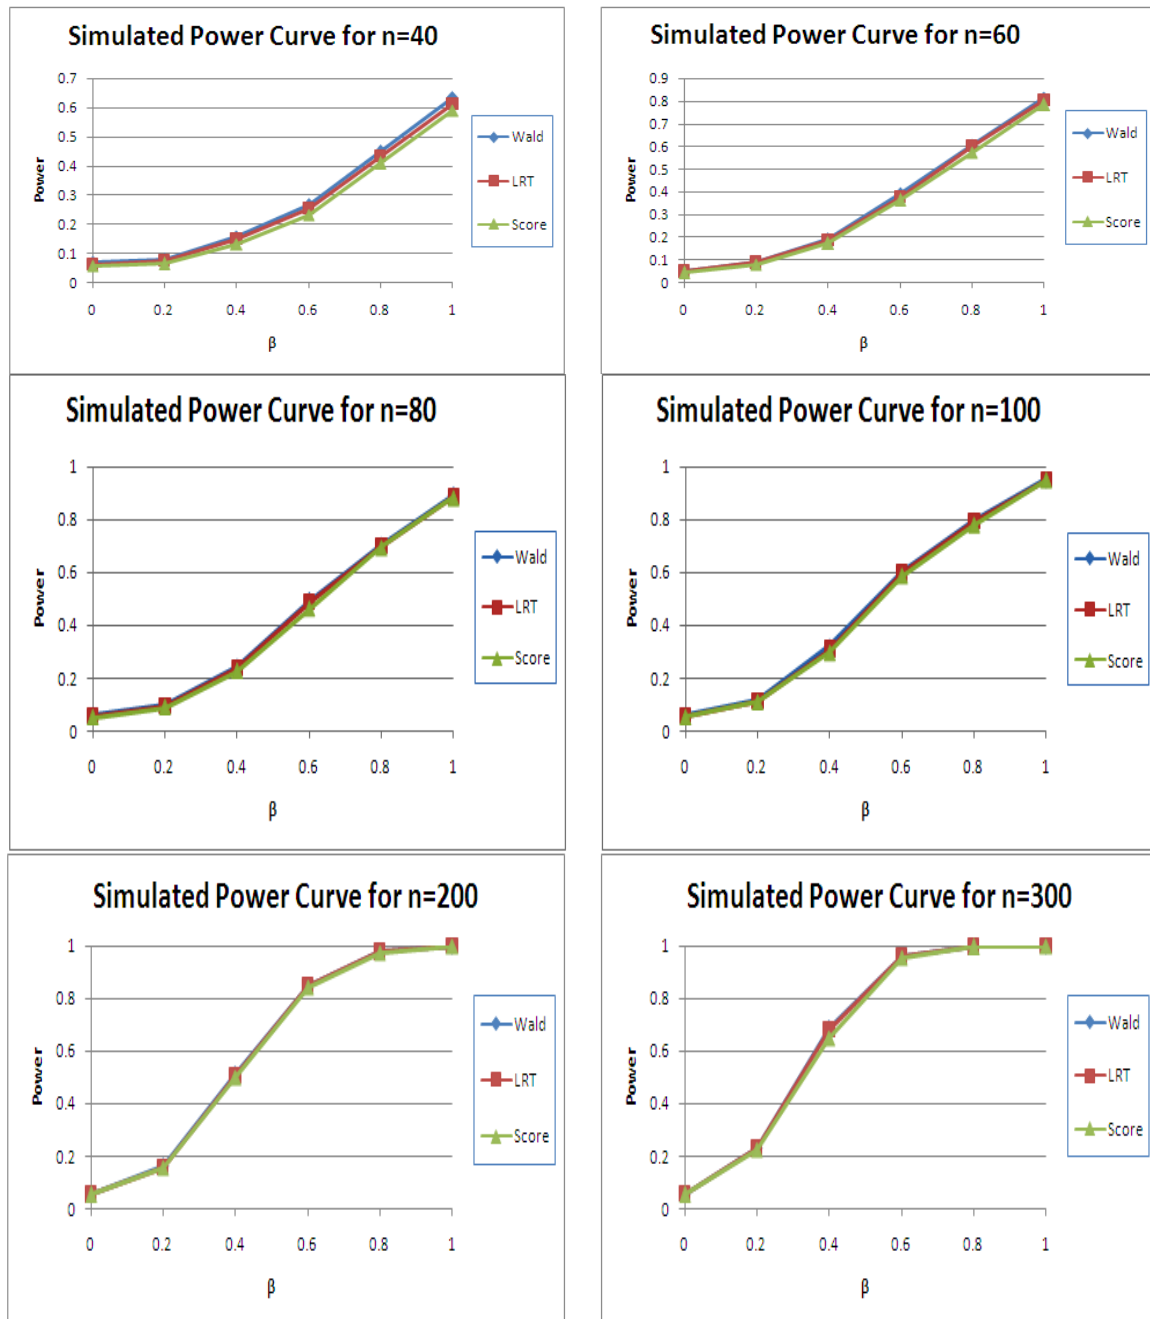 Simulated Power Curve for n=40
0.7
0.6
0.5
0.4
0.3
0.2
0.1
0
Power
0 0.2 0.4 0.6 0.8 1
β
Wald
LRT
Score
Simulated Power Curve for n=60
0.9
0.8
0.7
0.6
0.5
0.4
0.3
0.2
0.1
0
Power
0 0.2 0.4 0.6 0.8 1
β
Wald
LRT
Score
Simulated Power Curve for n=80
1
0.8
0.6
0.4
0.2
0
Power
0 0.2 0.4 0.6 0.8 1
β
Wald
LRT
Score
Simulated Power Curve for n=100
1
0.8
0.6
0.4
0.2
0
Power
0 0.2 0.4 0.6 0.8 1
β
Wald
LRT
Score
Simulated Power Curve for n=200
1
0.8
0.6
0.4
0.2
0
Power
0 0.2 0.4 0.6 0.8 1
β
Wald
LRT
Score
Simulated Power Curve for n=300
1
0.8
0.6
0.4
0.2
0
Power
0 0.2 0.4 0.6 0.8 1
β
Wald
LRT
Score